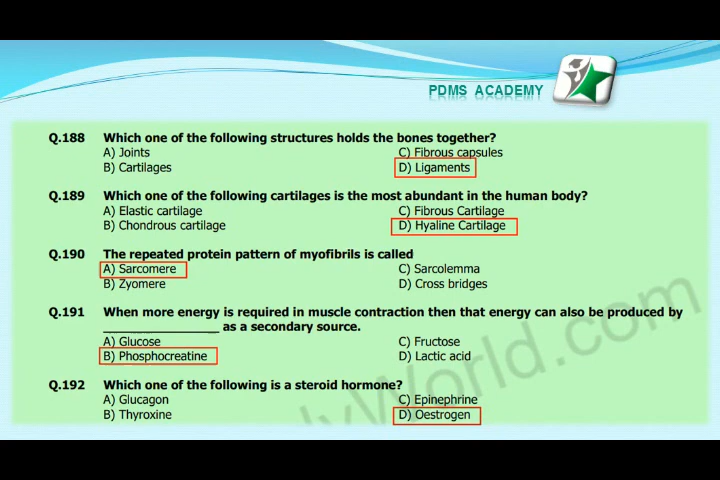 PDMS ACADEMY
Q.188 Which one of the following structures holds the bones together?
A) Joints C) Fibrous capsules
B) Cartilages D) Ligaments
Q.189 Which one of the following cartilages is the most abundant in the human body?
A) Elastic cartilage C) Fibrous Cartilage
B) Chondrous cartilage D) Hyaline Cartilage
Q.190 The repeated protein pattern of myofibrils is called
A) Sarcomere C) Sarcolemma
B) Zyomere D) Cross bridges
Q.191 When more energy is required in muscle contraction then that energy can also be produced by
__________________ as a secondary source.
A) Glucose C) Fructose
B) Phosphocreatine D) Lactic acid
Q.192 Which one of the following is a steroid hormone?
A) Glucagon C) Epinephrine
B) Thyroxine D) Oestrogen